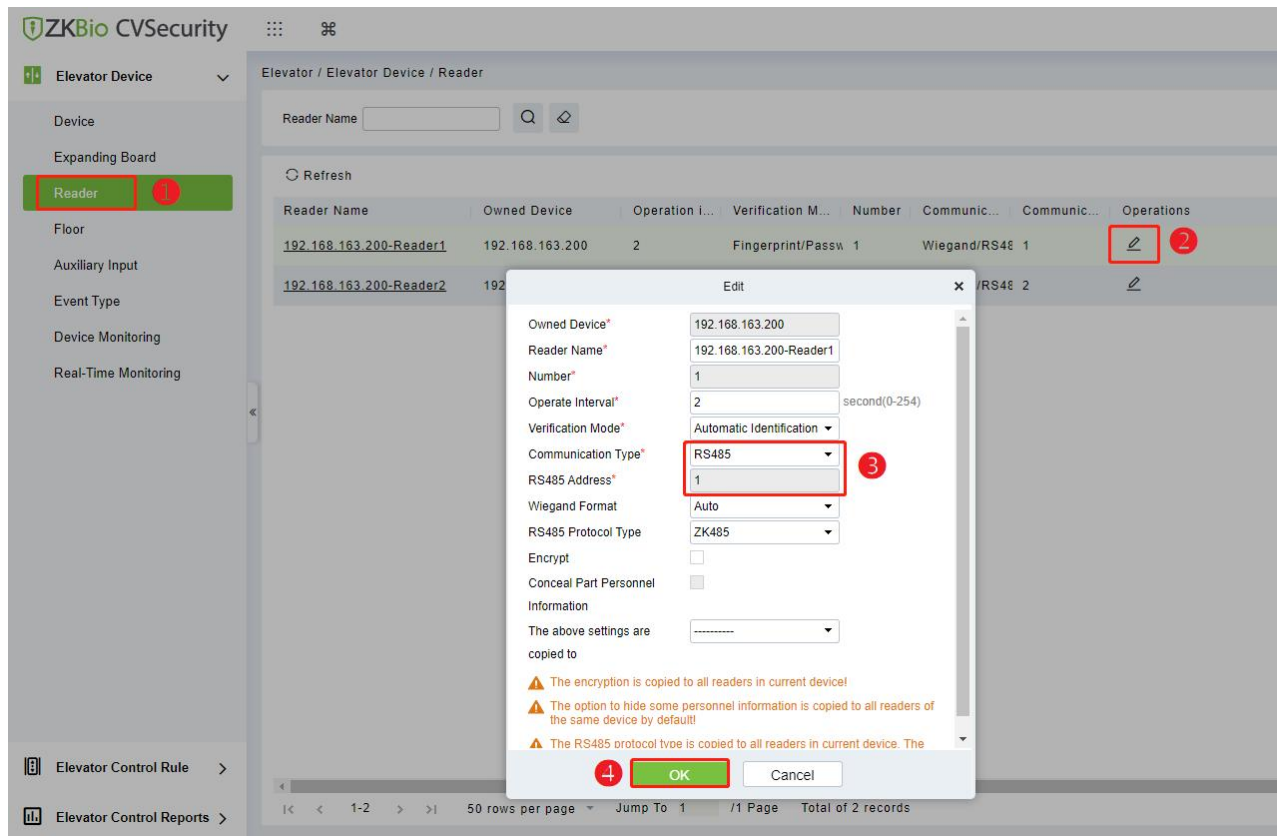 ZKBio CVSecurity
Elevator Device
Elevator / Elevator Device / Reader
Device
Expanding Board
Reader
1
Floor
Auxiliary Input
Event Type
Device Monitoring
Real-Time Monitoring
Elevator Control Rule
Elevator Control Reports
Reader Name
Refresh
Reader Name Owned Device Operation i... Verification M... Number Communic... Communic... Operations
192.168.163.200-Reader1 192.168.163.200 2 Fingerprint/Passw 1 Wiegand/RS48 1
2
192.168.163.200-Reader2 192 /RS48 2
Edit
Owned Device* 192.168.163.200
Reader Name* 192.168.163.200-Reader1
Number* 1
Operate Interval* 2 second(0-254)
Verification Mode* Automatic Identification
Communication Type* RS485
3
RS485 Address* 1
Wiegand Format Auto
RS485 Protocol Type ZK485
Encrypt
Conceal Part Personnel
Information
The above settings are ----------
copied to
The encryption is copied to all readers in current device!
The option to hide some personnel information is copied to all readers of
the same device by default!
The RS485 protocol type is copied to all readers in current device. The
4 OK Cancel
1-2 50 rows per page Jump To 1 /1 Page Total of 2 records